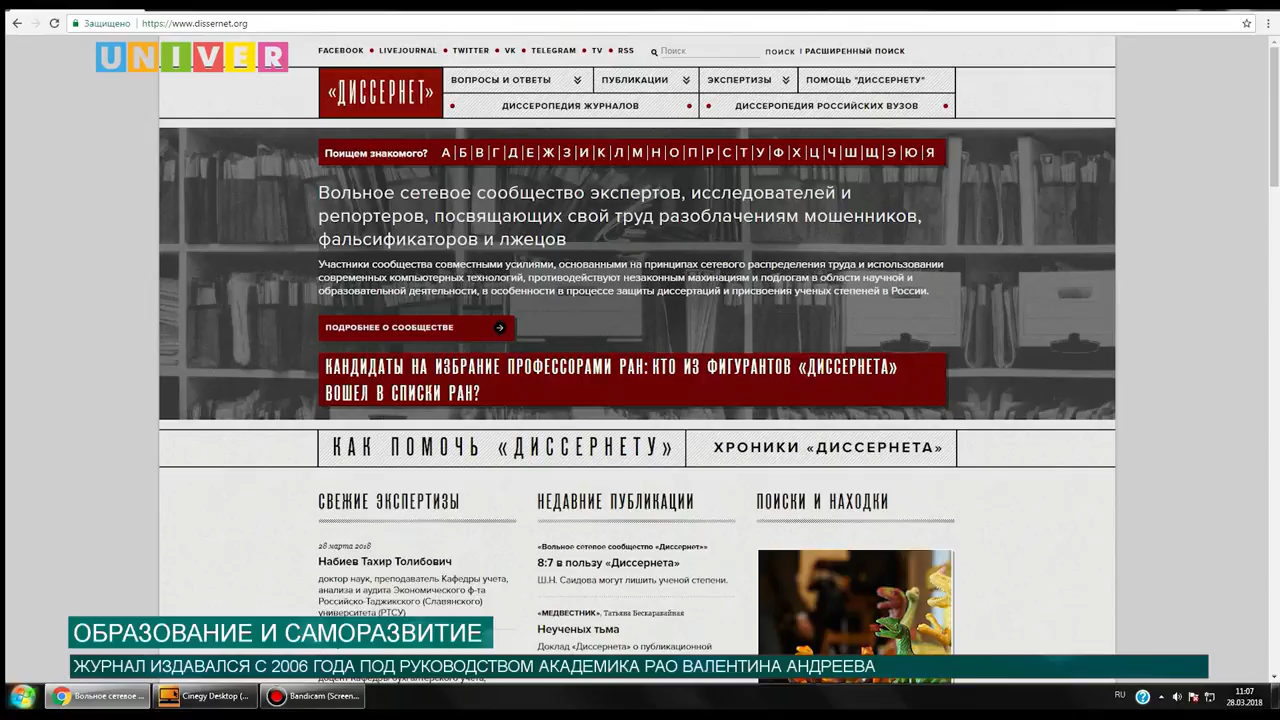 Защищено
https://www.dissernet.org
UNIVER
FACEBOOK • LIVEJOURNAL • TWITTER • VK • TELEGRAM • TV • RSS
Поиск
ПОИСК | РАСШИРЕННЫЙ ПОИСК
«ДИССЕРНЕТ»
ВОПРОСЫ И ОТВЕТЫ
ПУБЛИКАЦИИ
ЭКСПЕРТИЗЫ
ПОМОЩЬ "ДИССЕРНЕТУ"
ДИССЕРОПЕДИЯ ЖУРНАЛОВ
ДИССЕРОПЕДИЯ РОССИЙСКИХ ВУЗОВ
Поищем знакомого? А Б В Г Д Е Ж З И К Л М Н О П Р С Т У Ф Х Ц Ч Ш Щ Э Ю Я
Вольное сетевое сообщество экспертов, исследователей и
репортеров, посвящающих свой труд разоблачениям мошенников,
фальсификаторов и лжецов
Участники сообщества совместными усилиями, основанными на принципах сетевого распределения труда и использовании
современных компьютерных технологий, противодействуют незаконным махинациям и подлогам в области научной и
образовательной деятельности, в особенности в процессе защиты диссертаций и присвоения ученых степеней в России.
ПОДРОБНЕЕ О СООБЩЕСТВЕ
КАНДИДАТЫ НА ИЗБРАНИЕ ПРОФЕССОРАМИ РАН: КТО ИЗ ФИГУРАНТОВ «ДИССЕРНЕТА»
ВОШЕЛ В СПИСКИ РАН?
КАК ПОМОЧЬ «ДИССЕРНЕТУ»
ХРОНИКИ «ДИССЕРНЕТА»
СВЕЖИЕ ЭКСПЕРТИЗЫ
28 марта 2018
Набиев Тахир Толибович
доктор наук, преподаватель Кафедры учета,
анализа и аудита Экономического ф-та
Российско-Таджикского (Славянского)
университета (РТСУ)
НЕДАВНИЕ ПУБЛИКАЦИИ
«Вольное сетевое сообщество «Диссернет»»
8:7 в пользу «Диссернета»
Ш.Н. Саидова могут лишить ученой степени.
«МЕДВЕСТНИК», Татьяна Бескаравайная
Неученых тьма
Доклад «Диссернета» о публикационной
ПОИСКИ И НАХОДКИ
ОБРАЗОВАНИЕ И САМОРАЗВИТИЕ
ЖУРНАЛ ИЗДАВАЛСЯ С 2006 ГОДА ПОД РУКОВОДСТВОМ АКАДЕМИКА РАО ВАЛЕНТИНА АНДРЕЕВА
Вольное сетевое ...
Cinegy Desktop (...
Bandicam (Screen...
RU
11:07
28.03.2018